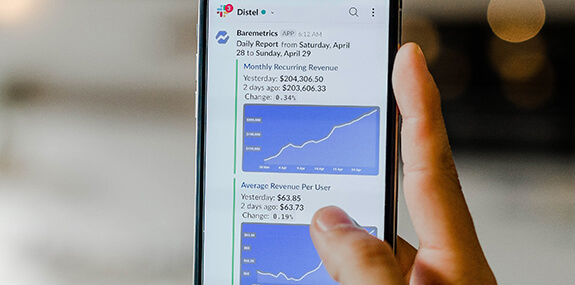 3
Distel
Baremetrics APP 6:12 AM
Daily Report from Saturday, April
28 to Sunday, April 29
Monthly Recurring Revenue
Yesterday: $204,306.50
2 days ago: $203,606.33
Change: 0.34%
Average Revenue Per User
Yesterday: $63.85
2 days ago: $63.73
Change: 0.19%